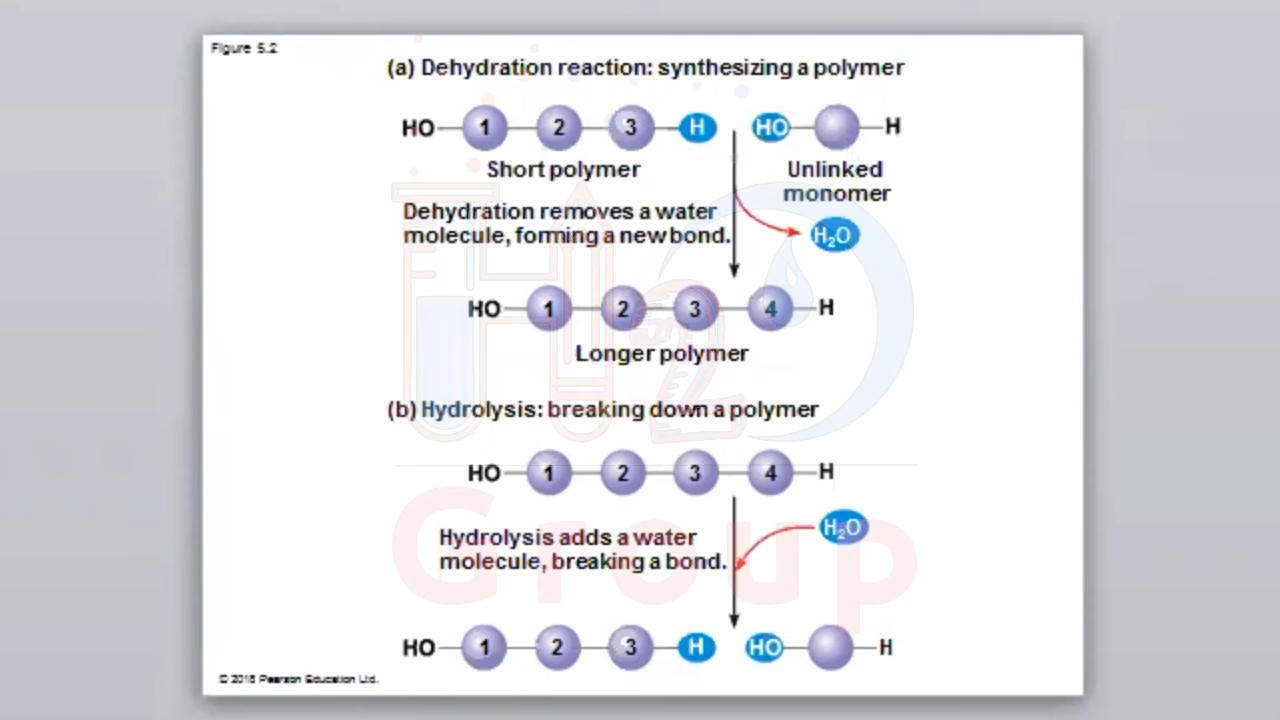 Figure 5.2
(a) Dehydration reaction: synthesizing a polymer
HO 1 2 3 H HO H
Short polymer
Unlinked
monomer
Dehydration removes a water
molecule, forming a new bond.
H₂O
HO 1 2 3 4 H
Longer polymer
(b) Hydrolysis: breaking down a polymer
HO 1 2 3 4 H
Hydrolysis adds a water
molecule, breaking a bond.
H₂O
HO 1 2 3 H HO H
© 2018 Pearson Education Ltd.
H2O
Group